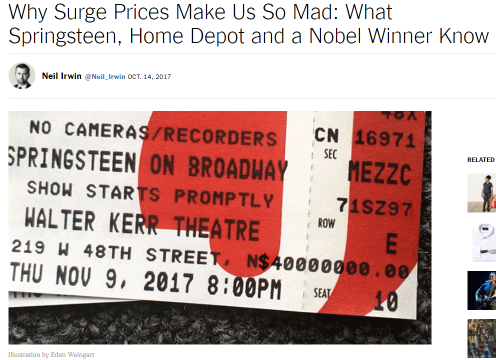 Why Surge Prices Make Us So Mad: What
Springsteen, Home Depot and a Nobel Winner Know
Neil Irwin @Neil_Irwin OCT. 14, 2017
48X
NO CAMERAS/RECORDERS
CN 16971
SPRINGSTEEN ON BROADWAY
SEC
MEZZC
SHOW STARTS PROMPTLY
71SZ97
WALTER KERR THEATRE
ROW
E
219 W 48TH STREET, N$40000000.00
THU NOV 9, 2017 8:00PM
SEAT
10
RELATED
Illustration by Eden Weingart